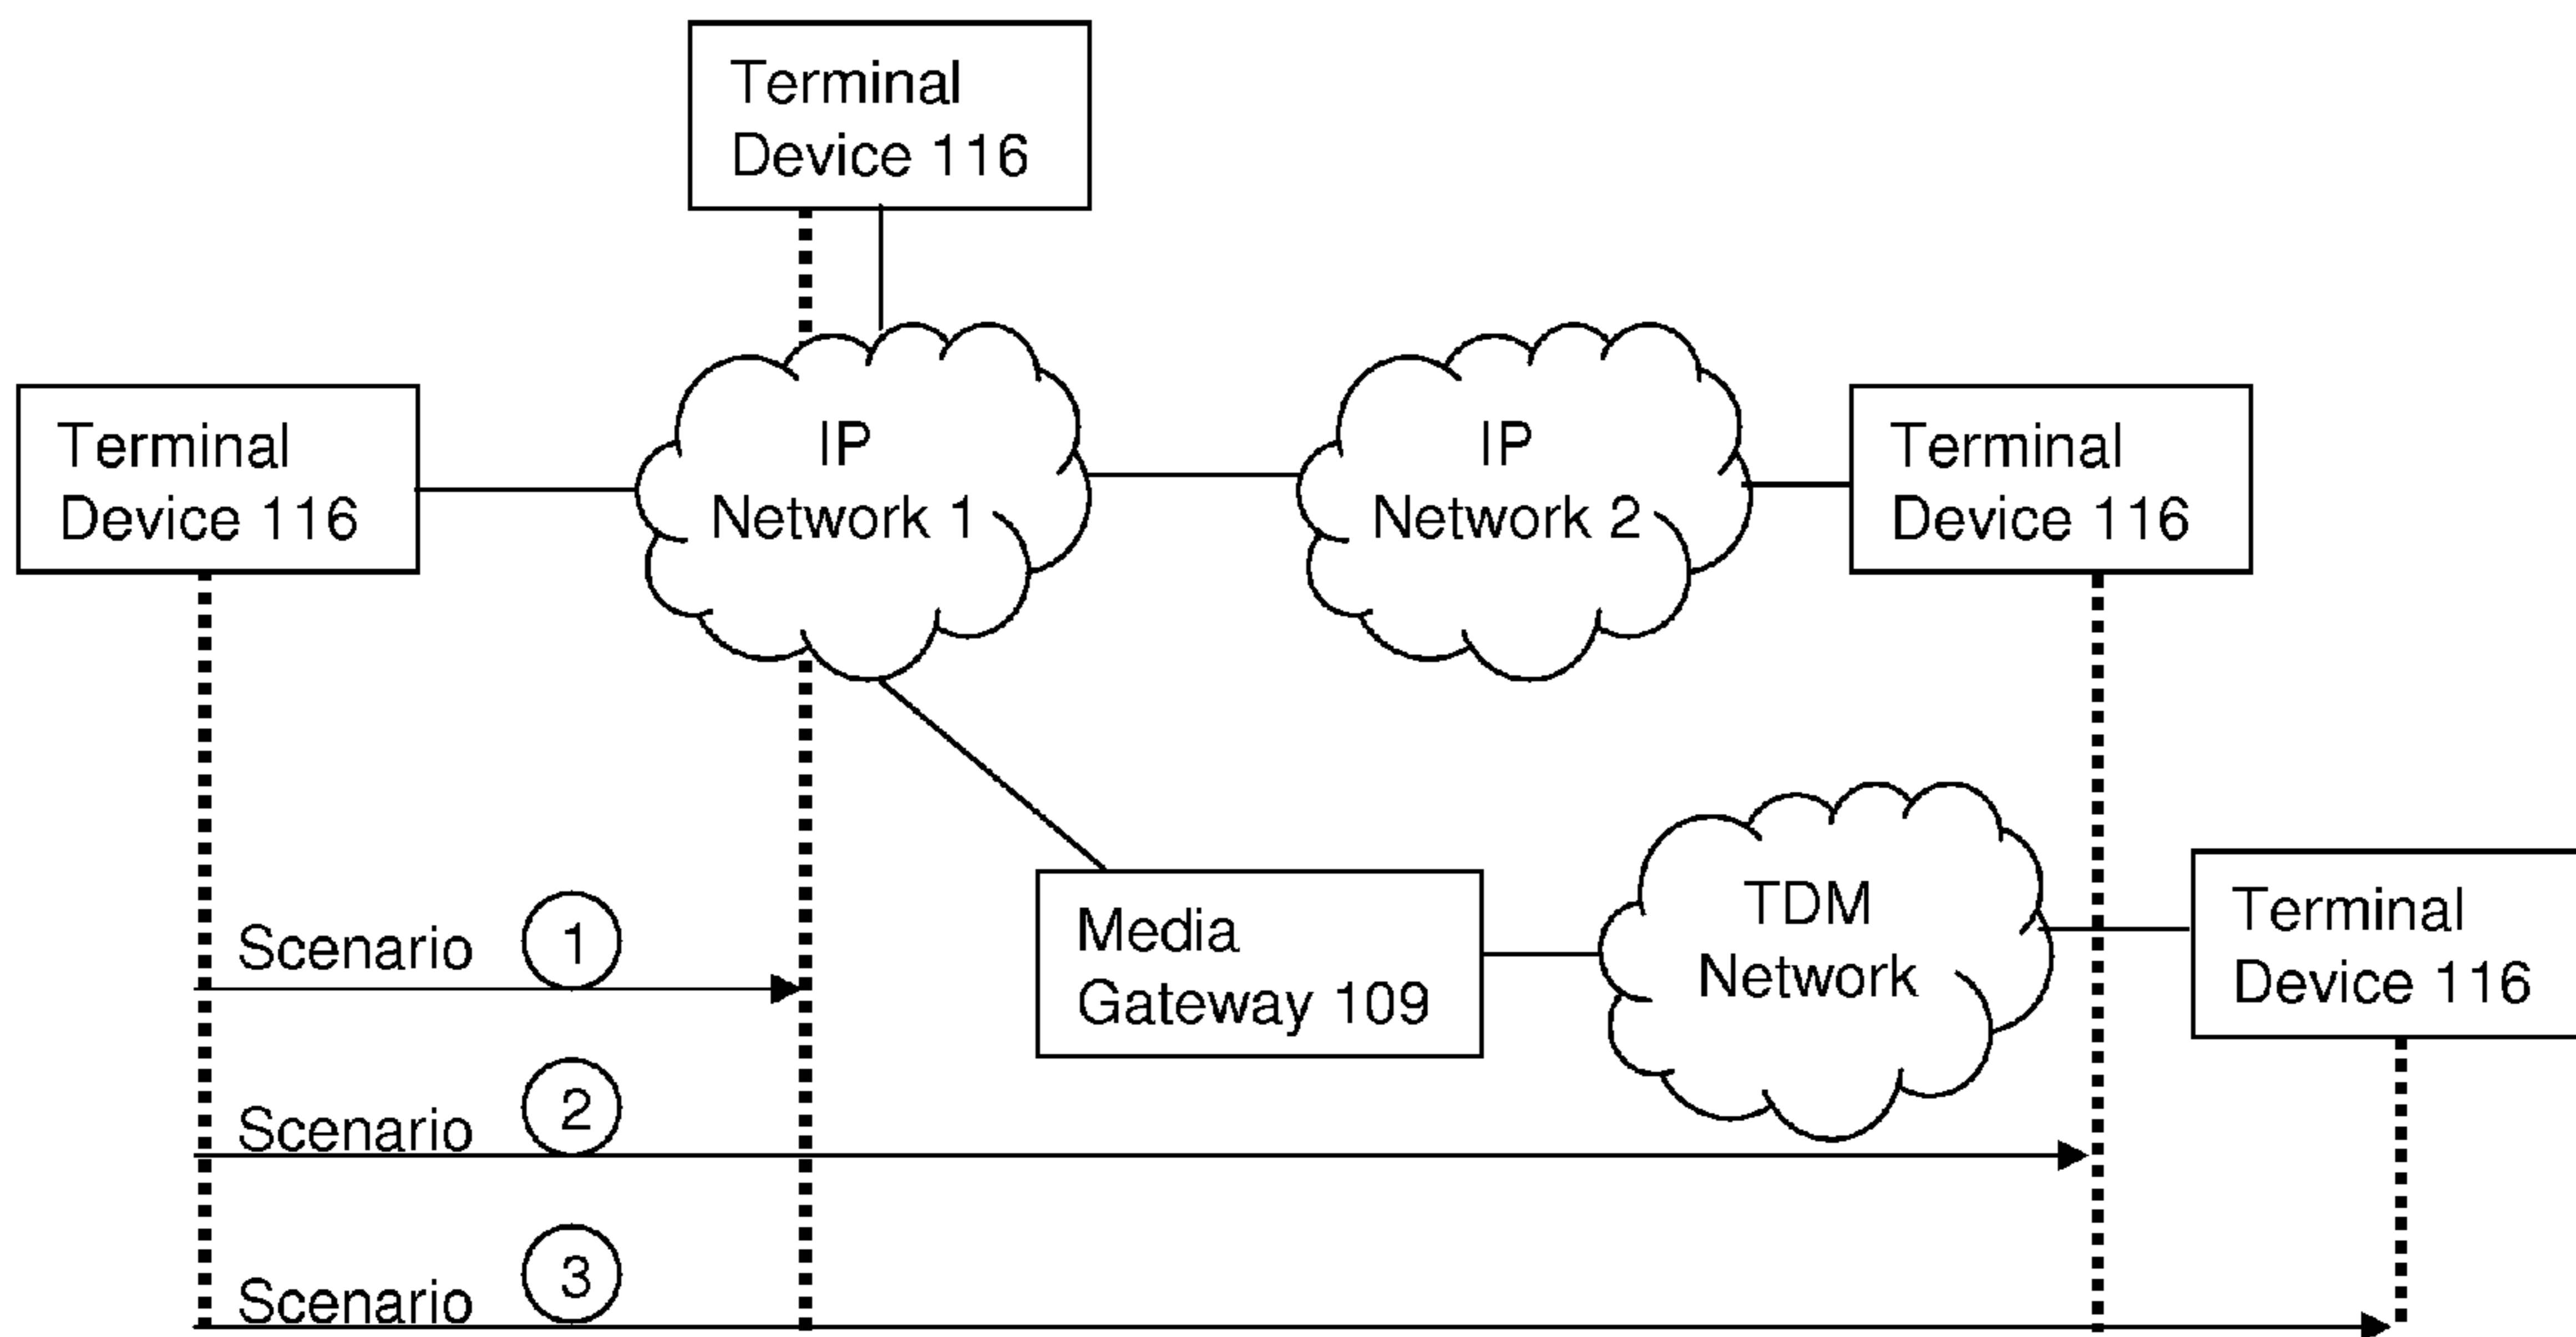 Terminal
Device 116
Terminal
Device 116
IP
Network 1
IP
Network 2
Terminal
Device 116
Media
Gateway 109
TDM
Network
Terminal
Device 116
Scenario 1
Scenario 2
Scenario 3